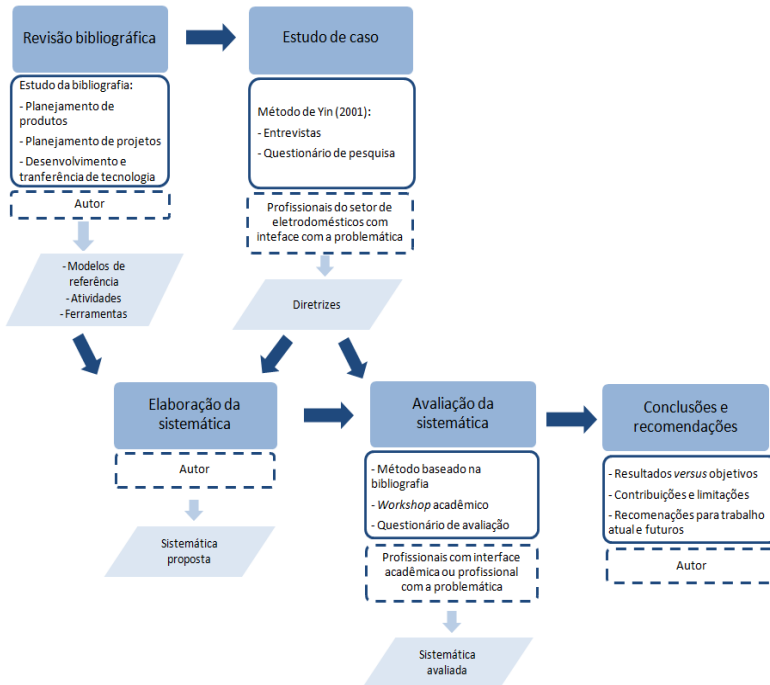 Revisão bibliográfica
Estudo da bibliografia:
- Planejamento de
produtos
- Planejamento de projetos
- Desenvolvimento e
tranferência de tecnologia
Autor
- Modelos de
referência
- Atividades
- Ferramentas
Estudo de caso
Método de Yin (2001):
- Entrevistas
- Questionário de pesquisa
Profissionais do setor de
eletrodomésticos com
inteface com a problemática
Diretrizes
Elaboração da
sistemática
Autor
Sistemática
proposta
Avaliação da
sistemática
- Método baseado na
bibliografia
- Workshop acadêmico
- Questionário de avaliação
Profissionais com interface
acadêmica ou profissional
com a problemática
Sistemática
avaliada
Conclusões e
recomendações
- Resultados versus objetivos
- Contribuições e limitações
- Recomenações para trabalho
atual e futuros
Autor